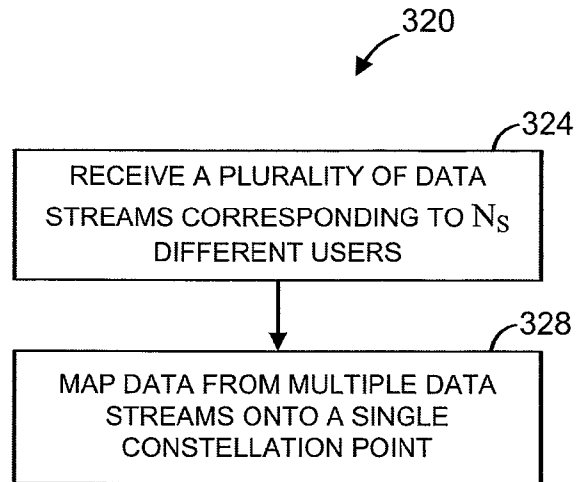 320
324
RECEIVE A PLURALITY OF DATA
STREAMS CORRESPONDING TO NS
DIFFERENT USERS
328
MAP DATA FROM MULTIPLE DATA
STREAMS ONTO A SINGLE
CONSTELLATION POINT